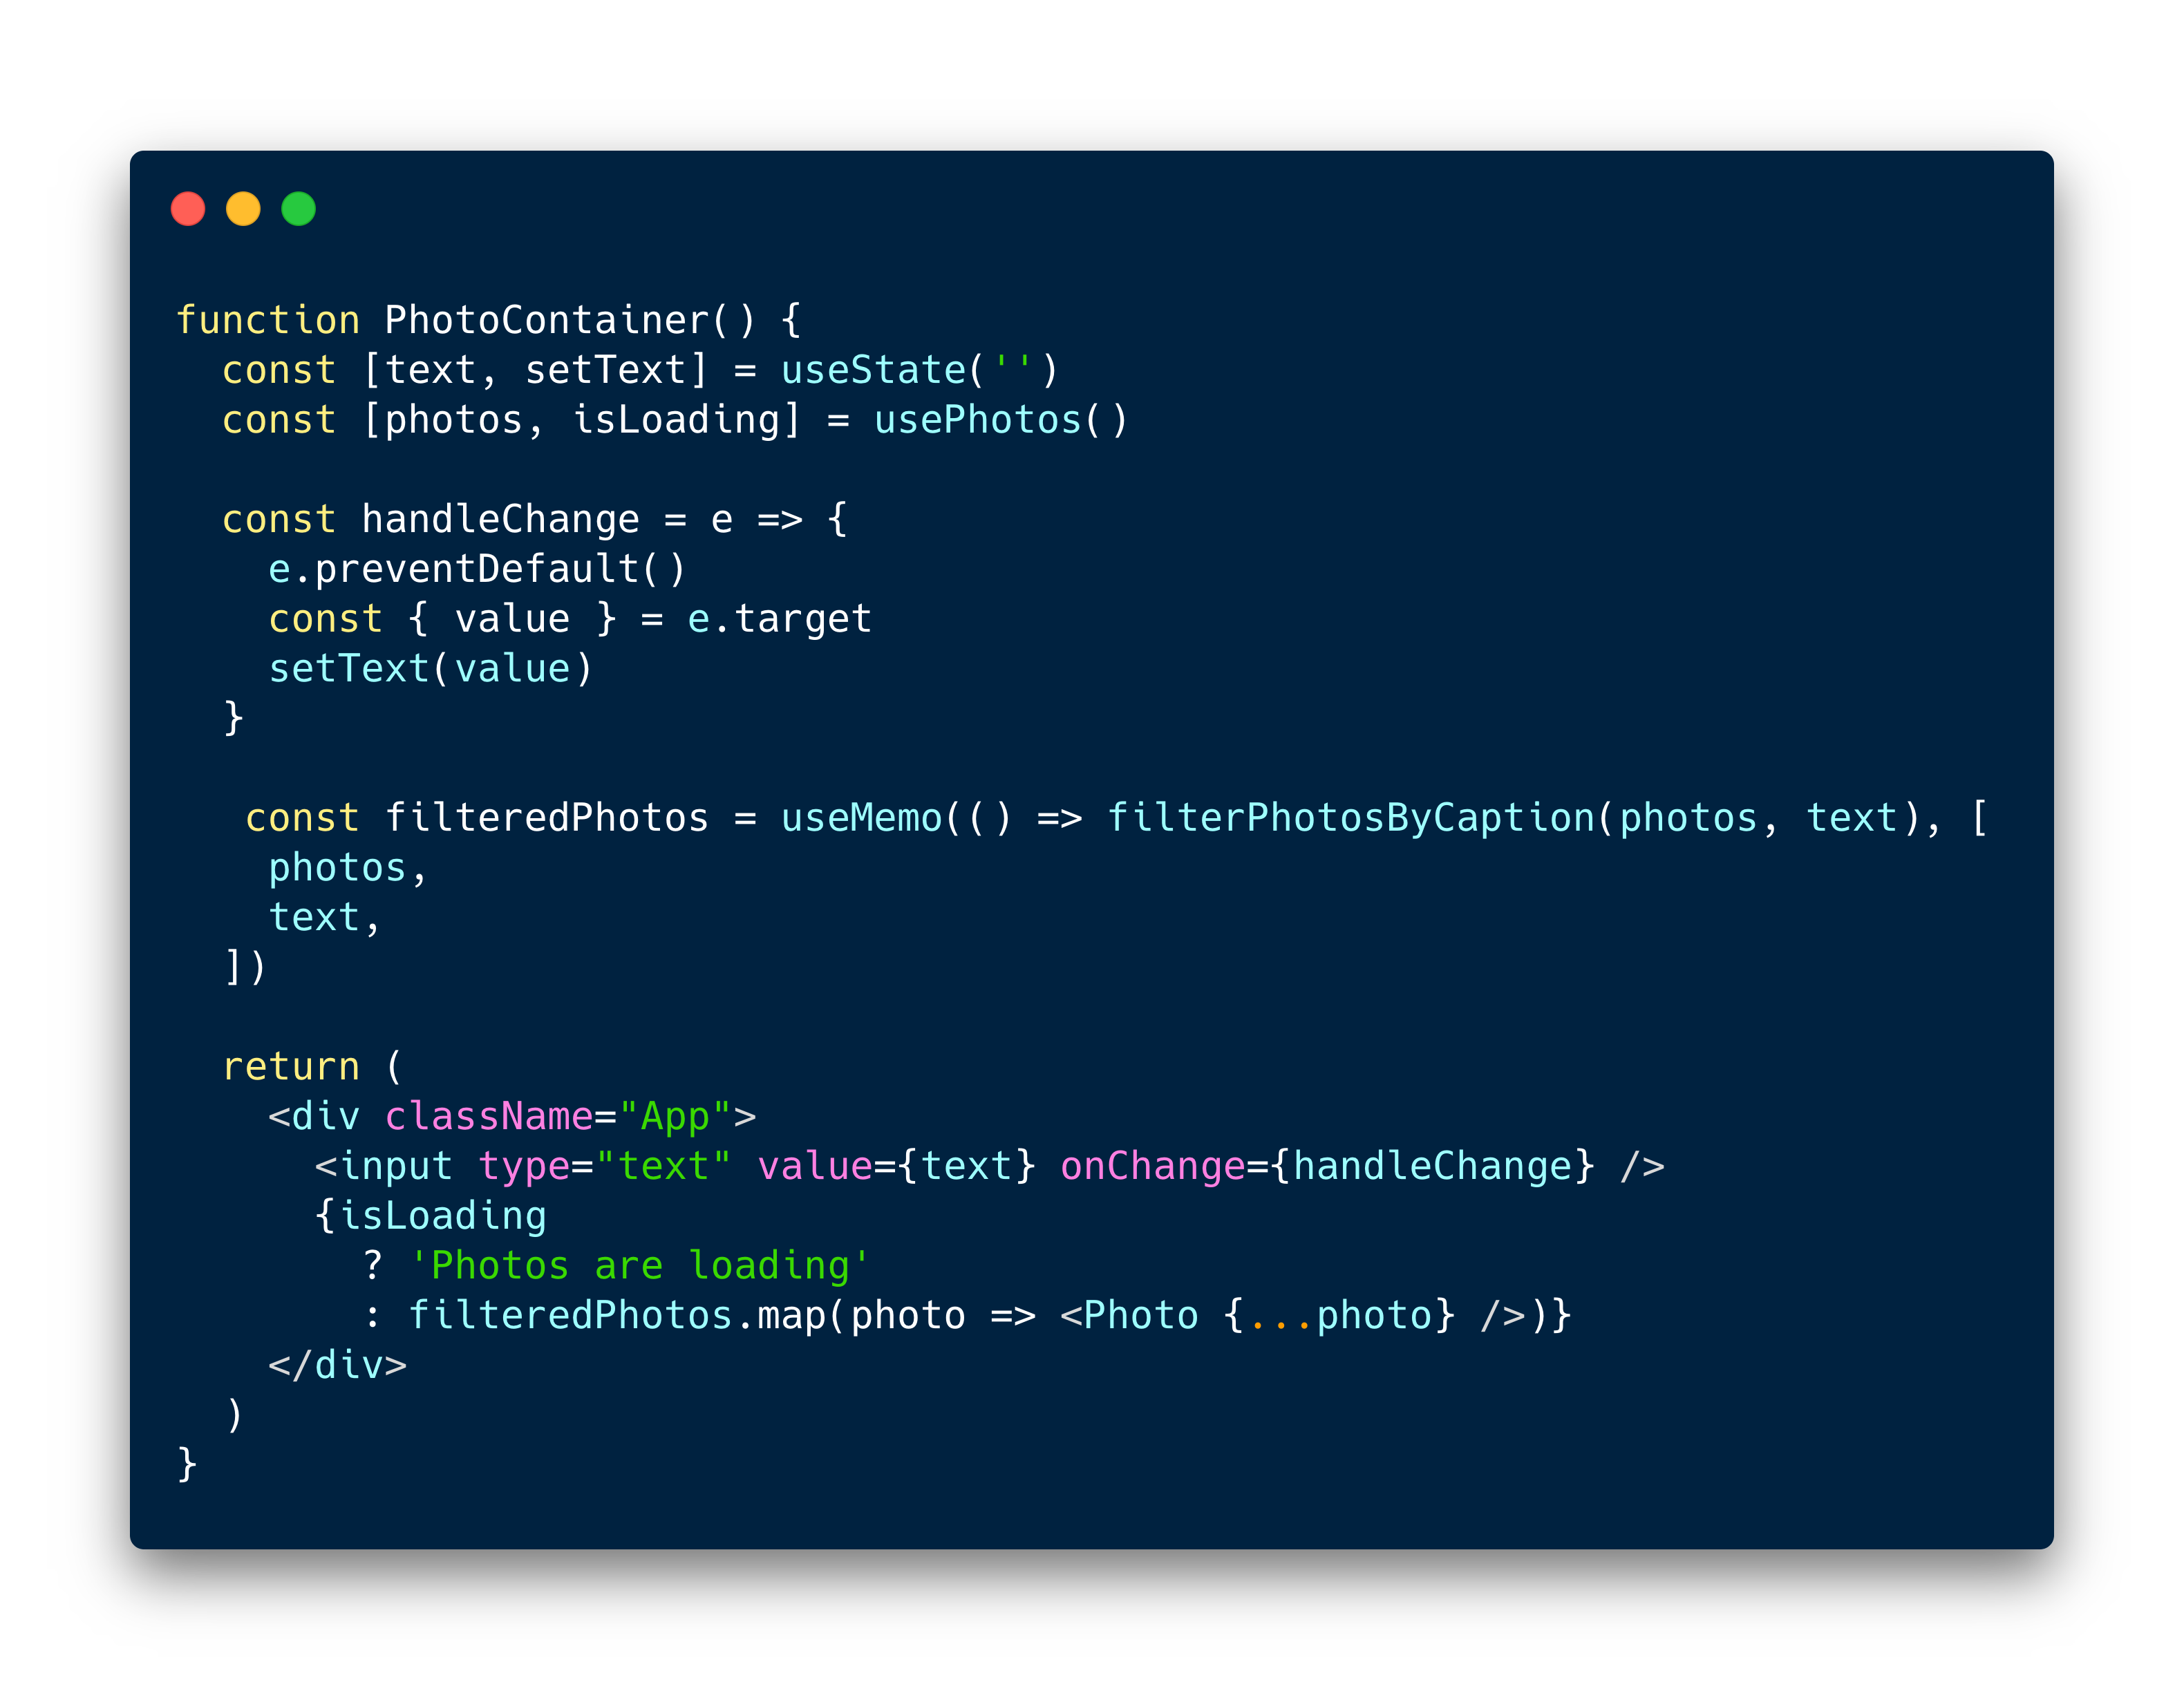 function PhotoContainer() {
  const [text, setText] = useState('')
  const [photos, isLoading] = usePhotos()

  const handleChange = e => {
    e.preventDefault()
    const { value } = e.target
    setText(value)
  }

   const filteredPhotos = useMemo(() => filterPhotosByCaption(photos, text), [
    photos,
    text,
  ])

  return (
    <div className="App">
      <input type="text" value={text} onChange={handleChange} />
      {isLoading
        ? 'Photos are loading'
        : filteredPhotos.map(photo => <Photo {...photo} />)}
    </div>
  )
}